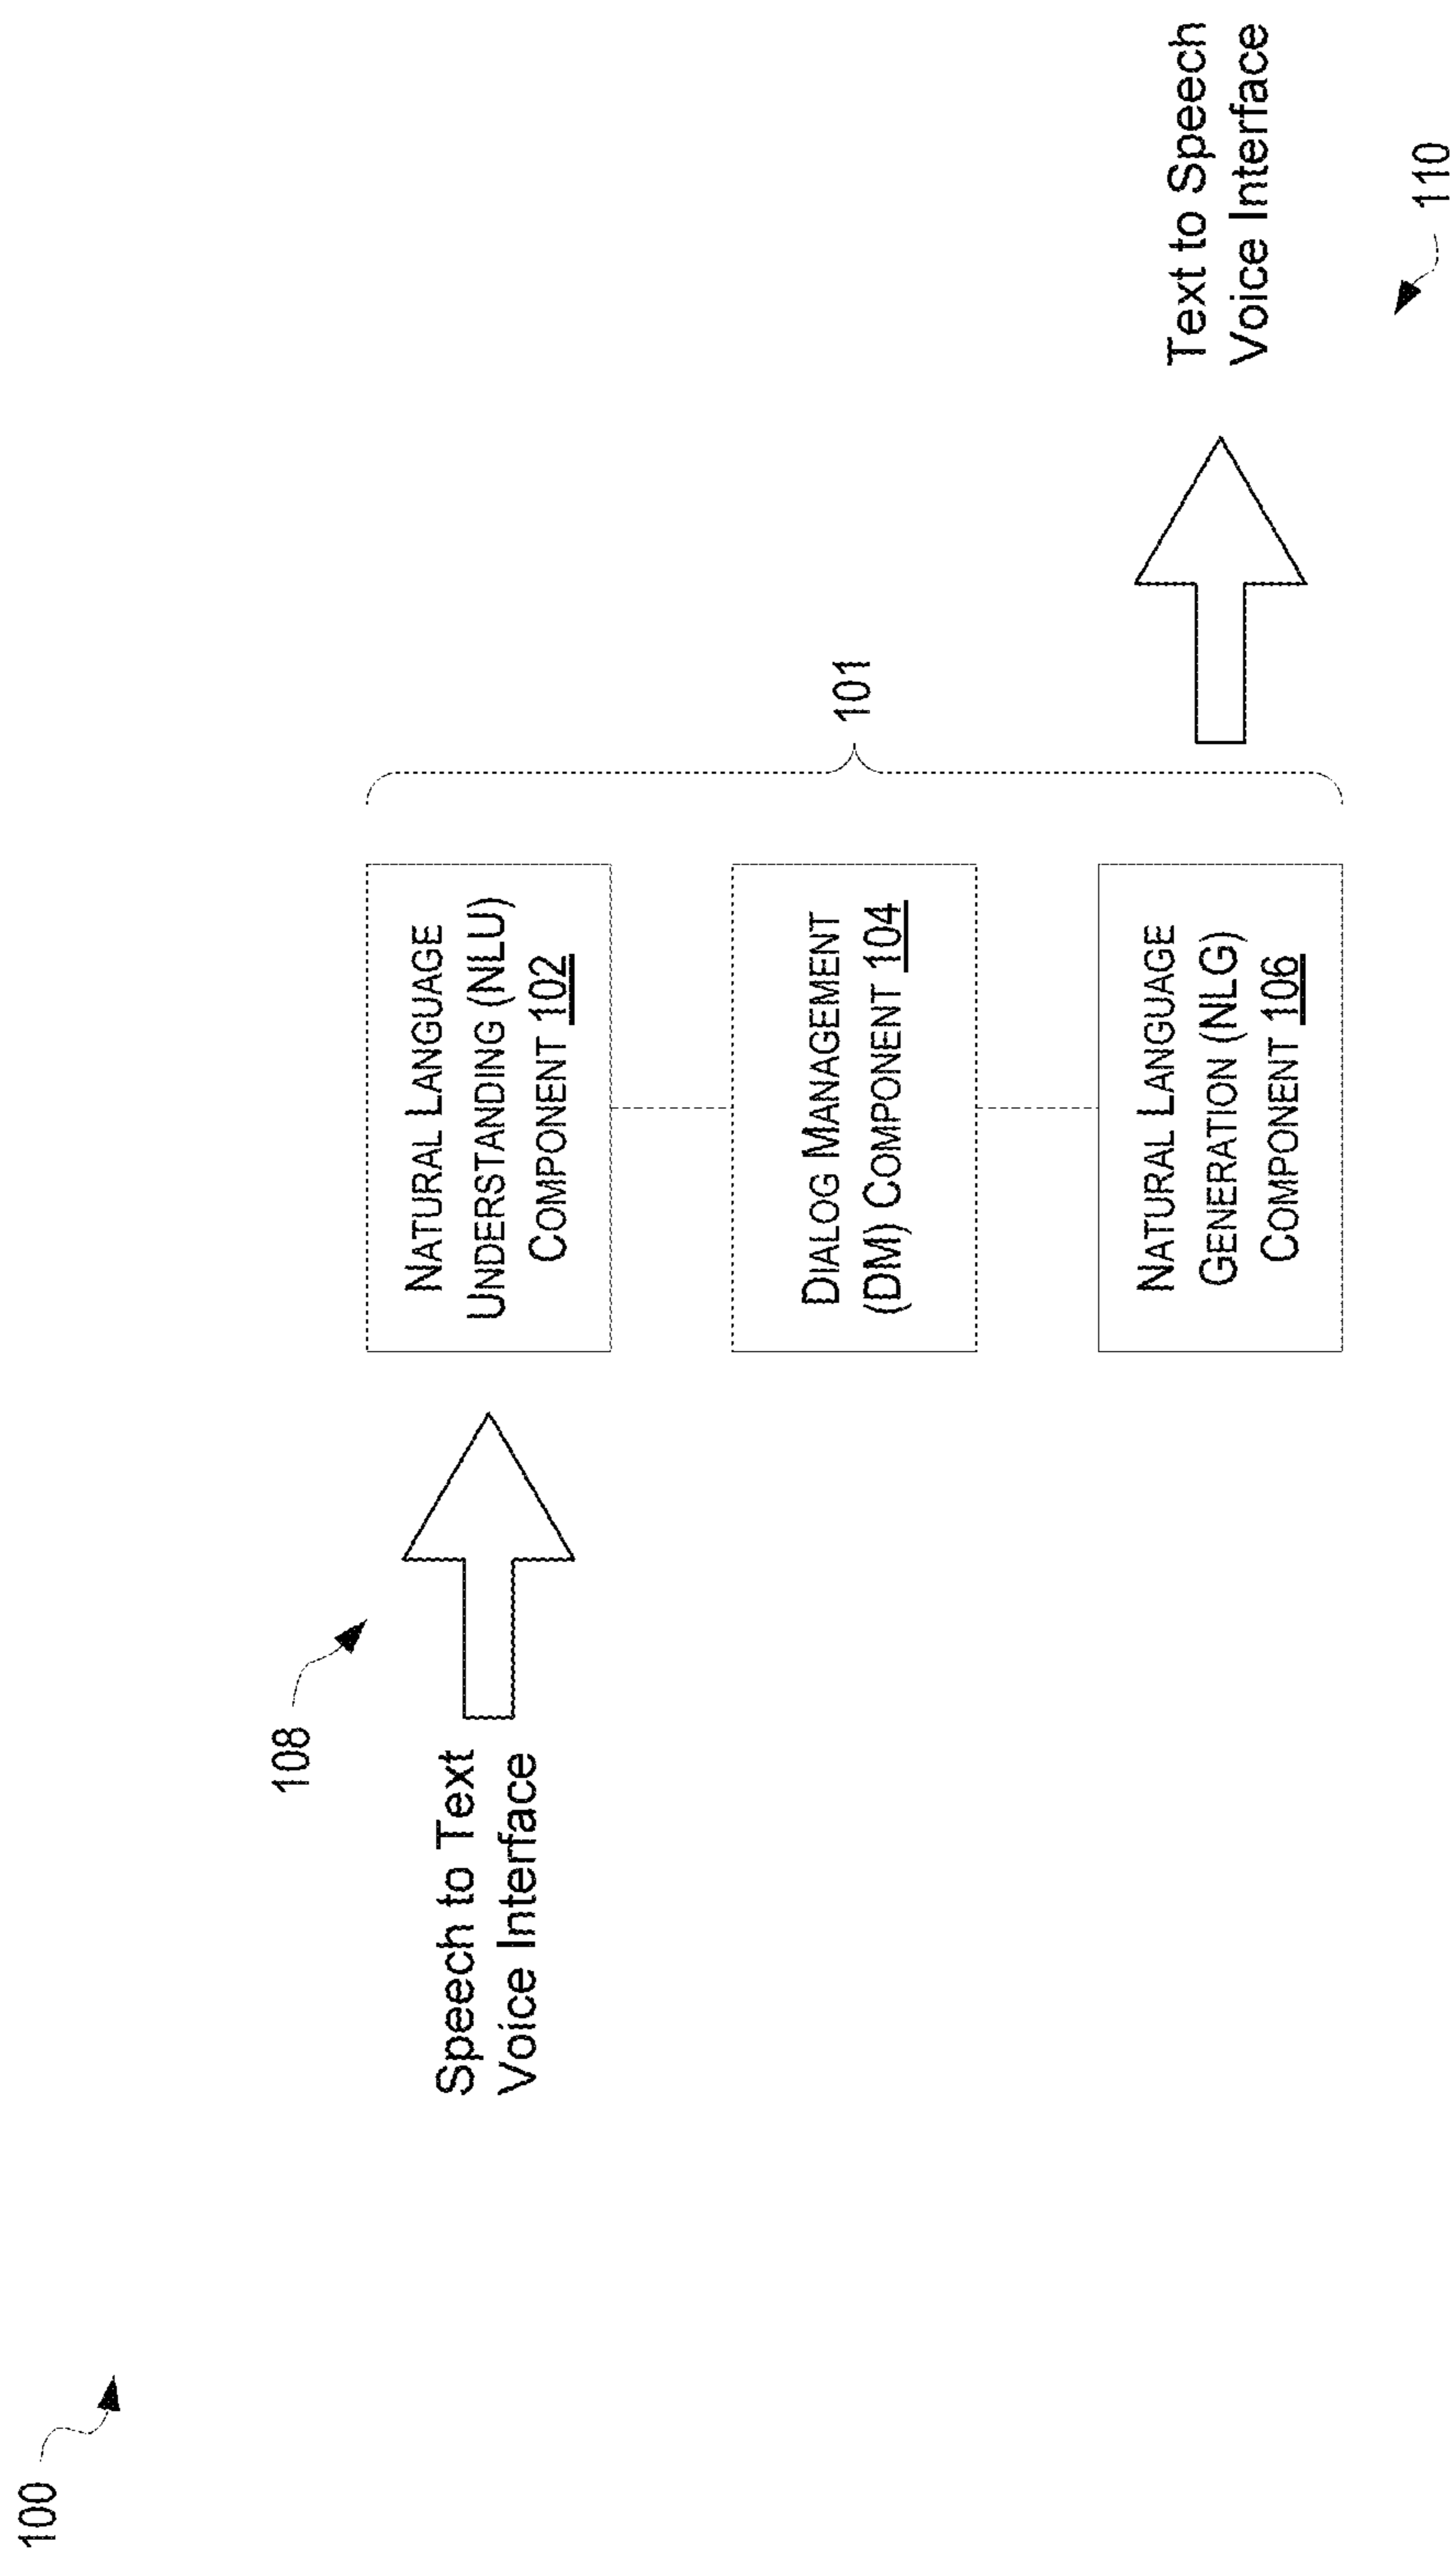 100
108
Speech to Text
Voice Interface
NATURAL LANGUAGE
UNDERSTANDING (NLU)
COMPONENT 102
DIALOG MANAGEMENT
(DM) COMPONENT 104
NATURAL LANGUAGE
GENERATION (NLG)
COMPONENT 106
101
Text to Speech
Voice Interface
110